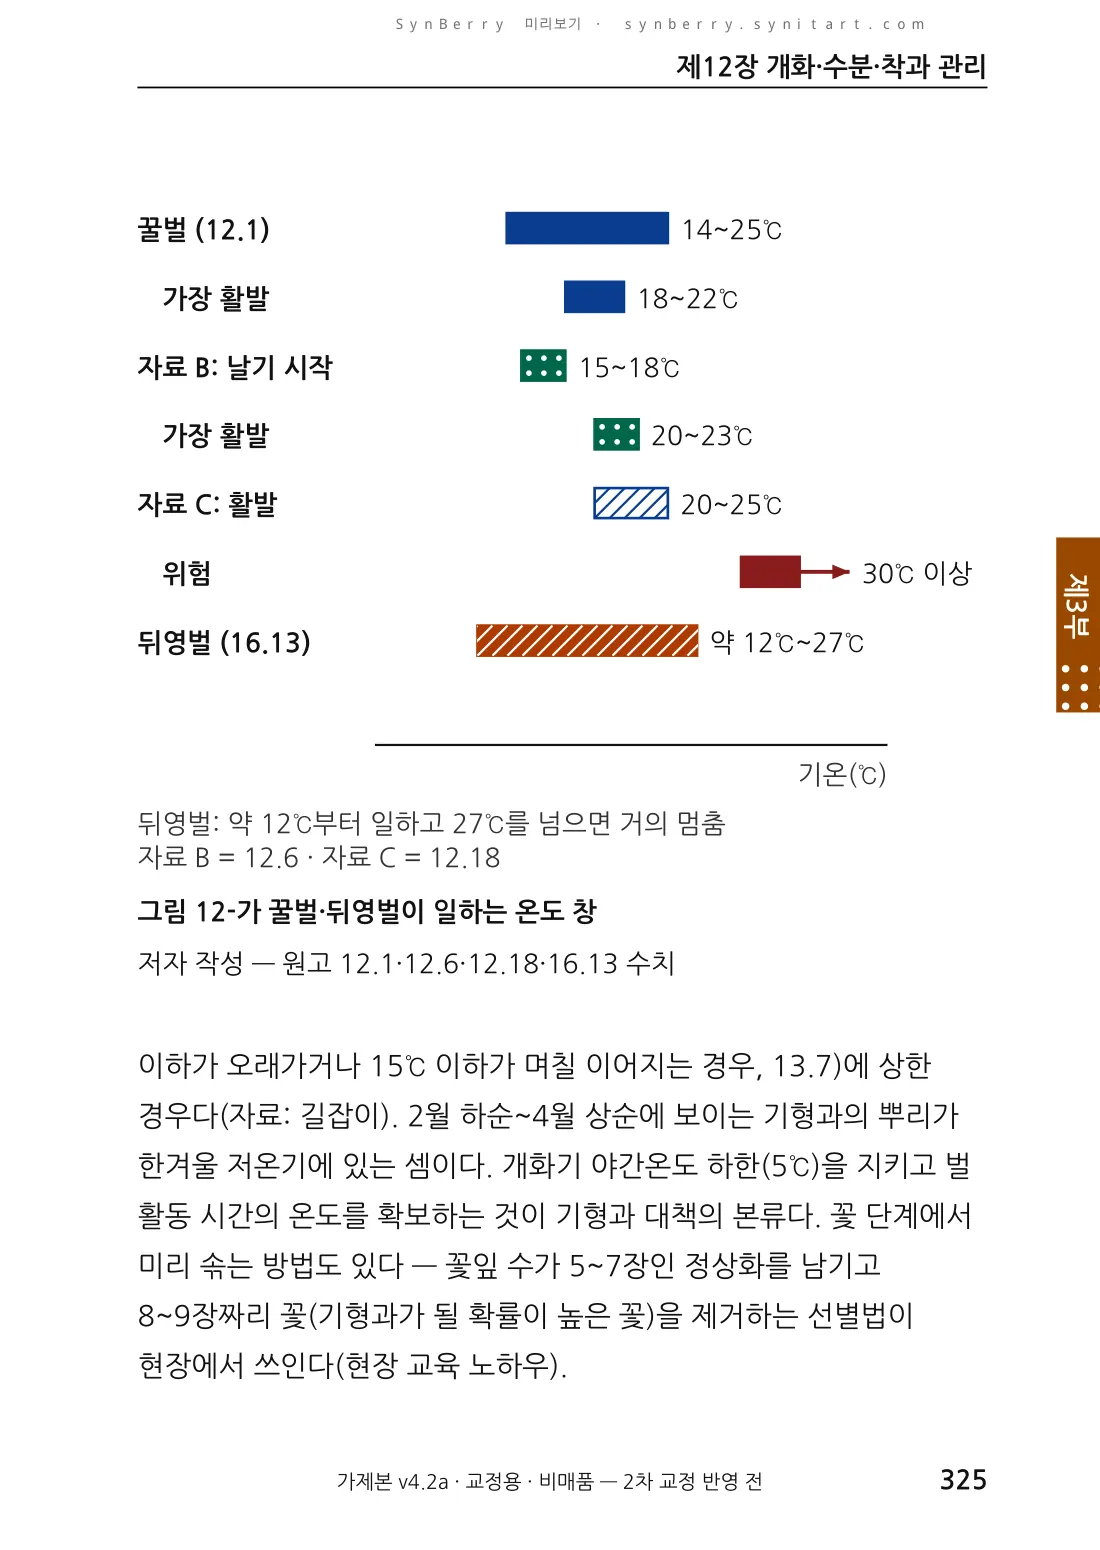 SynBerry 미리보기 · synberry.synitart.com
제12장 개화·수분·착과 관리
꿀벌 (12.1) 14~25℃
가장 활발 18~22℃
자료 B: 날기 시작 15~18℃
가장 활발 20~23℃
자료 C: 활발 20~25℃
위험 30℃ 이상
뒤영벌 (16.13) 약 12℃~27℃
제3부
기온(℃)
뒤영벌: 약 12℃부터 일하고 27℃를 넘으면 거의 멈춤
자료 B = 12.6 · 자료 C = 12.18
그림 12-가 꿀벌·뒤영벌이 일하는 온도 창
저자 작성 — 원고 12.1·12.6·12.18·16.13 수치
이하가 오래가거나 15℃ 이하가 며칠 이어지는 경우, 13.7)에 상한
경우다(자료: 길잡이). 2월 하순~4월 상순에 보이는 기형과의 뿌리가
한겨울 저온기에 있는 셈이다. 개화기 야간온도 하한(5℃)을 지키고 벌
활동 시간의 온도를 확보하는 것이 기형과 대책의 본류다. 꽃 단계에서
미리 솎는 방법도 있다 — 꽃잎 수가 5~7장인 정상화를 남기고
8~9장짜리 꽃(기형과가 될 확률이 높은 꽃)을 제거하는 선별법이
현장에서 쓰인다(현장 교육 노하우).
가제본 v4.2a · 교정용 · 비매품 — 2차 교정 반영 전
325